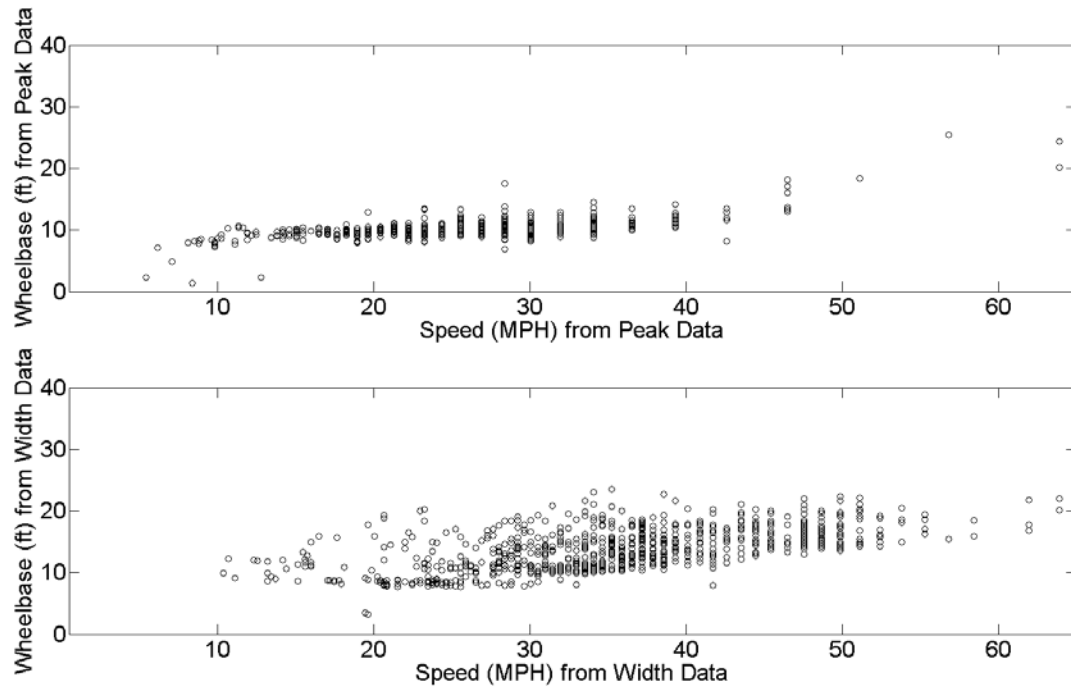 Wheelbase (ft) from Peak Data
40
30
20
10
0
10 20 30 40 50 60
Speed (MPH) from Peak Data
Wheelbase (ft) from Width Data
40
30
20
10
0
10 20 30 40 50 60
Speed (MPH) from Width Data